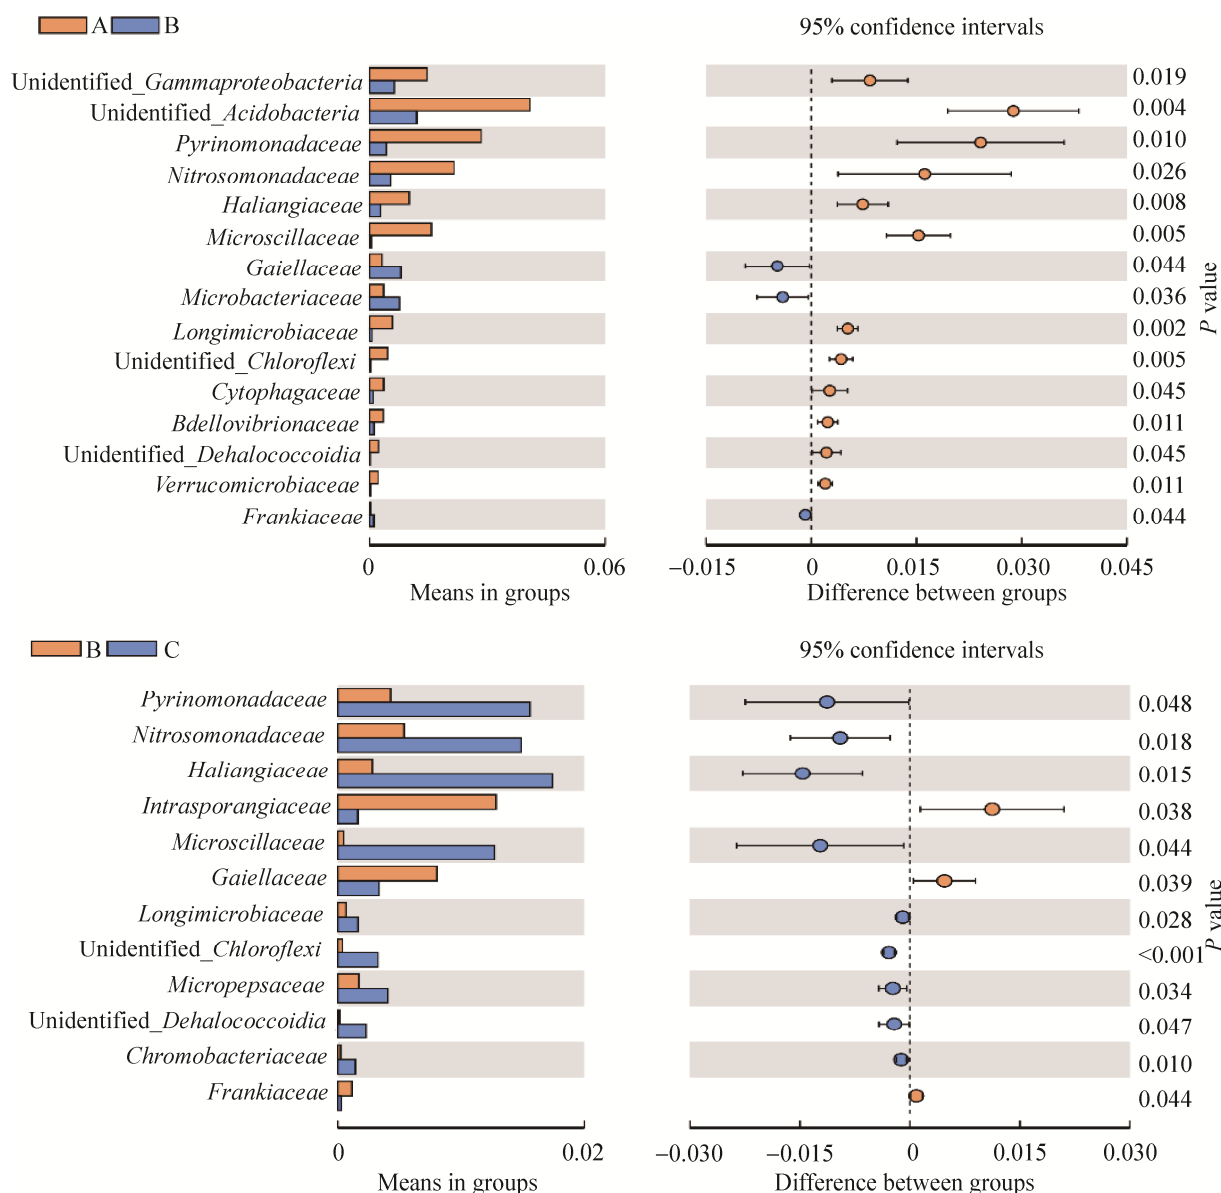 A B 95% confidence intervals
Unidentified_Gammaproteobacteria 0.019
Unidentified_Acidobacteria 0.004
Pyrinomonadaceae 0.010
Nitrosomonadaceae 0.026
Haliangiaceae 0.008
Microscillaceae 0.005
Gaiellaceae 0.044
Microbacteriaceae 0.036
Longimicrobiaceae 0.002
Unidentified_Chloroflexi 0.005
Cytophagaceae 0.045
Bdellovibrionaceae 0.011
Unidentified_Dehalococcoidia 0.045
Verrucomicrobiaceae 0.011
Frankiaceae 0.044
P value
0 0.06 −0.015 0 0.015 0.030 0.045
Means in groups Difference between groups
B C 95% confidence intervals
Pyrinomonadaceae 0.048
Nitrosomonadaceae 0.018
Haliangiaceae 0.015
Intrasporangiaceae 0.038
Microscillaceae 0.044
Gaiellaceae 0.039
Longimicrobiaceae 0.028
Unidentified_Chloroflexi <0.001
Micropepsaceae 0.034
Unidentified_Dehalococcoidia 0.047
Chromobacteriaceae 0.010
Frankiaceae 0.044
P value
0 0.02 −0.030 −0.015 0 0.015 0.030
Means in groups Difference between groups